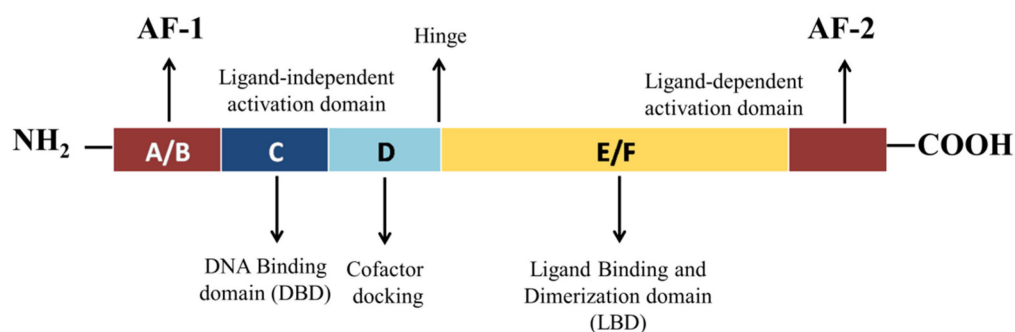 AF-1
Hinge
AF-2
Ligand-independent
activation domain
Ligand-dependent
activation domain
NH₂
A/B
C
D
E/F
COOH
DNA Binding
domain (DBD)
Cofactor
docking
Ligand Binding and
Dimerization domain
(LBD)